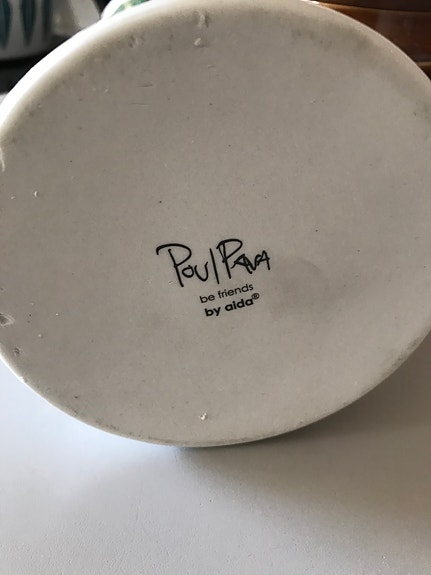 Poul Pava
be friends
by aida®